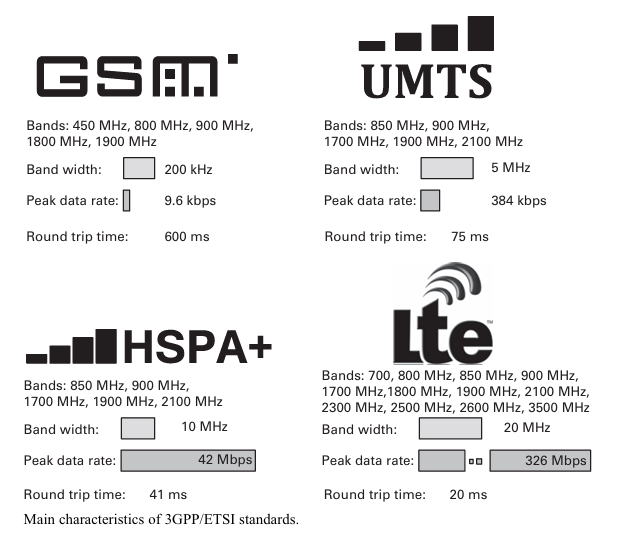 GSM
Bands: 450 MHz, 800 MHz, 900 MHz,
1800 MHz, 1900 MHz
Band width: 200 kHz
Peak data rate: 9.6 kbps
Round trip time: 600 ms
UMTS
Bands: 850 MHz, 900 MHz,
1700 MHz, 1900 MHz, 2100 MHz
Band width: 5 MHz
Peak data rate: 384 kbps
Round trip time: 75 ms
HSPA+
Bands: 850 MHz, 900 MHz,
1700 MHz, 1900 MHz, 2100 MHz
Band width: 10 MHz
Peak data rate: 42 Mbps
Round trip time: 41 ms
Lte™
Bands: 700, 800 MHz, 850 MHz, 900 MHz,
1700 MHz,1800 MHz, 1900 MHz, 2100 MHz,
2300 MHz, 2500 MHz, 2600 MHz, 3500 MHz
Band width: 20 MHz
Peak data rate: 326 Mbps
Round trip time: 20 ms
Main characteristics of 3GPP/ETSI standards.